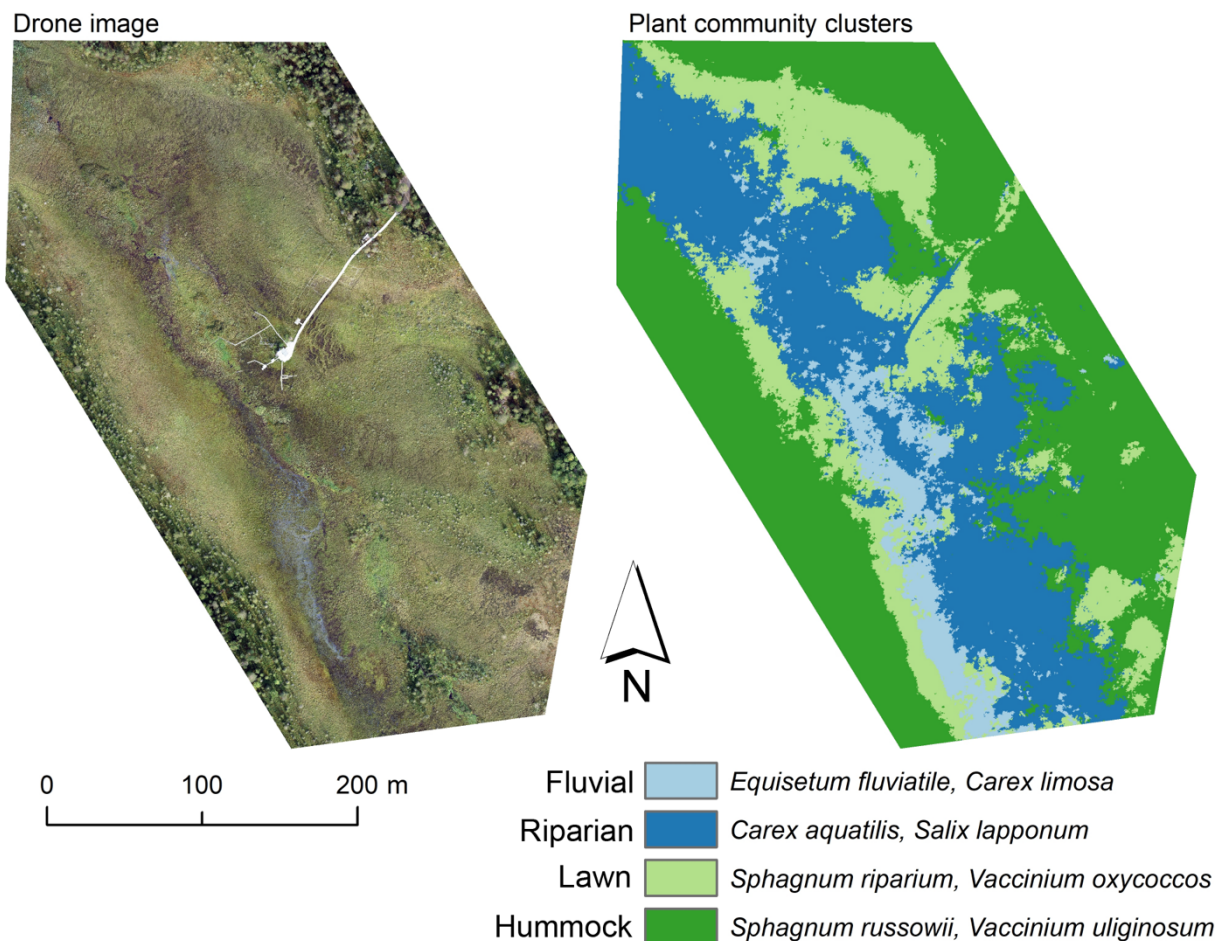 Drone image
Plant community clusters
N
0 100 200 m
Fluvial Equisetum fluviatile, Carex limosa
Riparian Carex aquatilis, Salix lapponum
Lawn Sphagnum riparium, Vaccinium oxycoccos
Hummock Sphagnum russowii, Vaccinium uliginosum